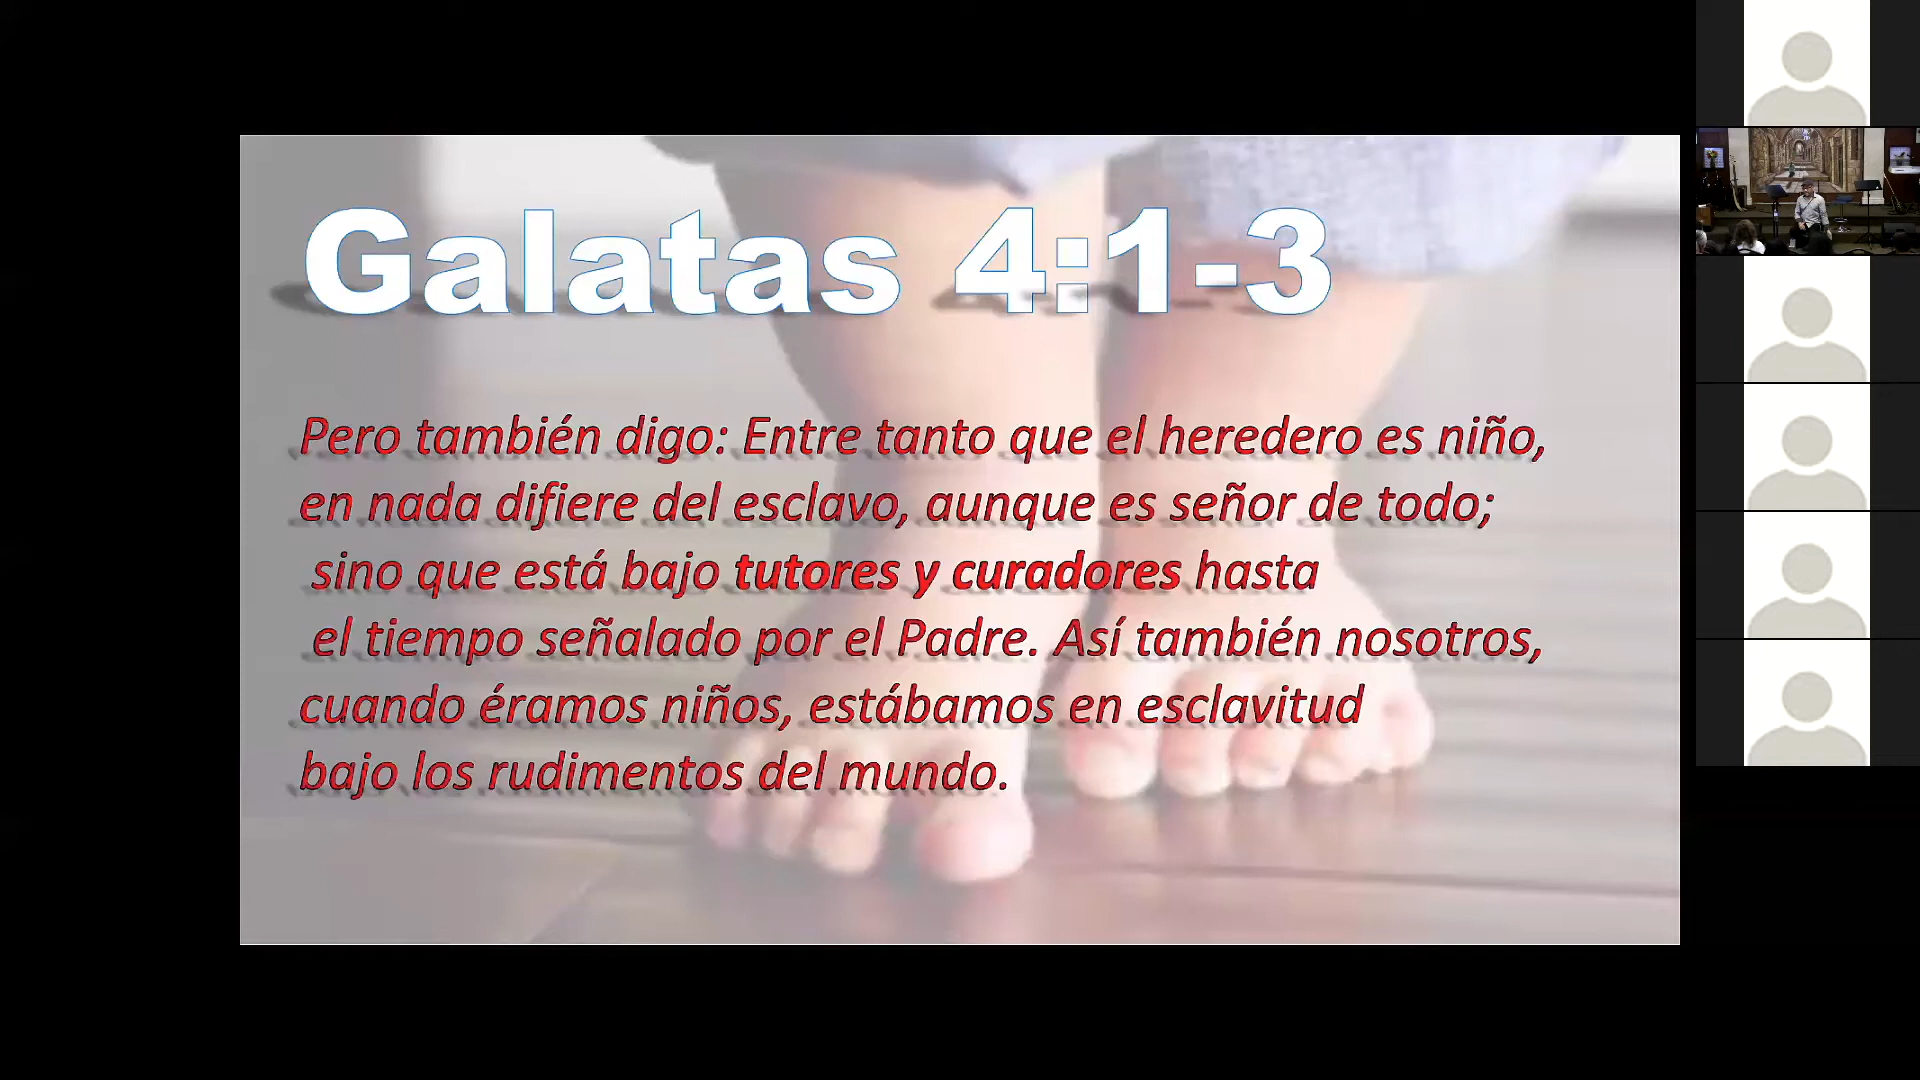 Galatas 4:1-3
Pero también digo: Entre tanto que el heredero es niño,
en nada difiere del esclavo, aunque es señor de todo;
sino que está bajo tutores y curadores hasta
el tiempo señalado por el Padre. Así también nosotros,
cuando éramos niños, estábamos en esclavitud
bajo los rudimentos del mundo.